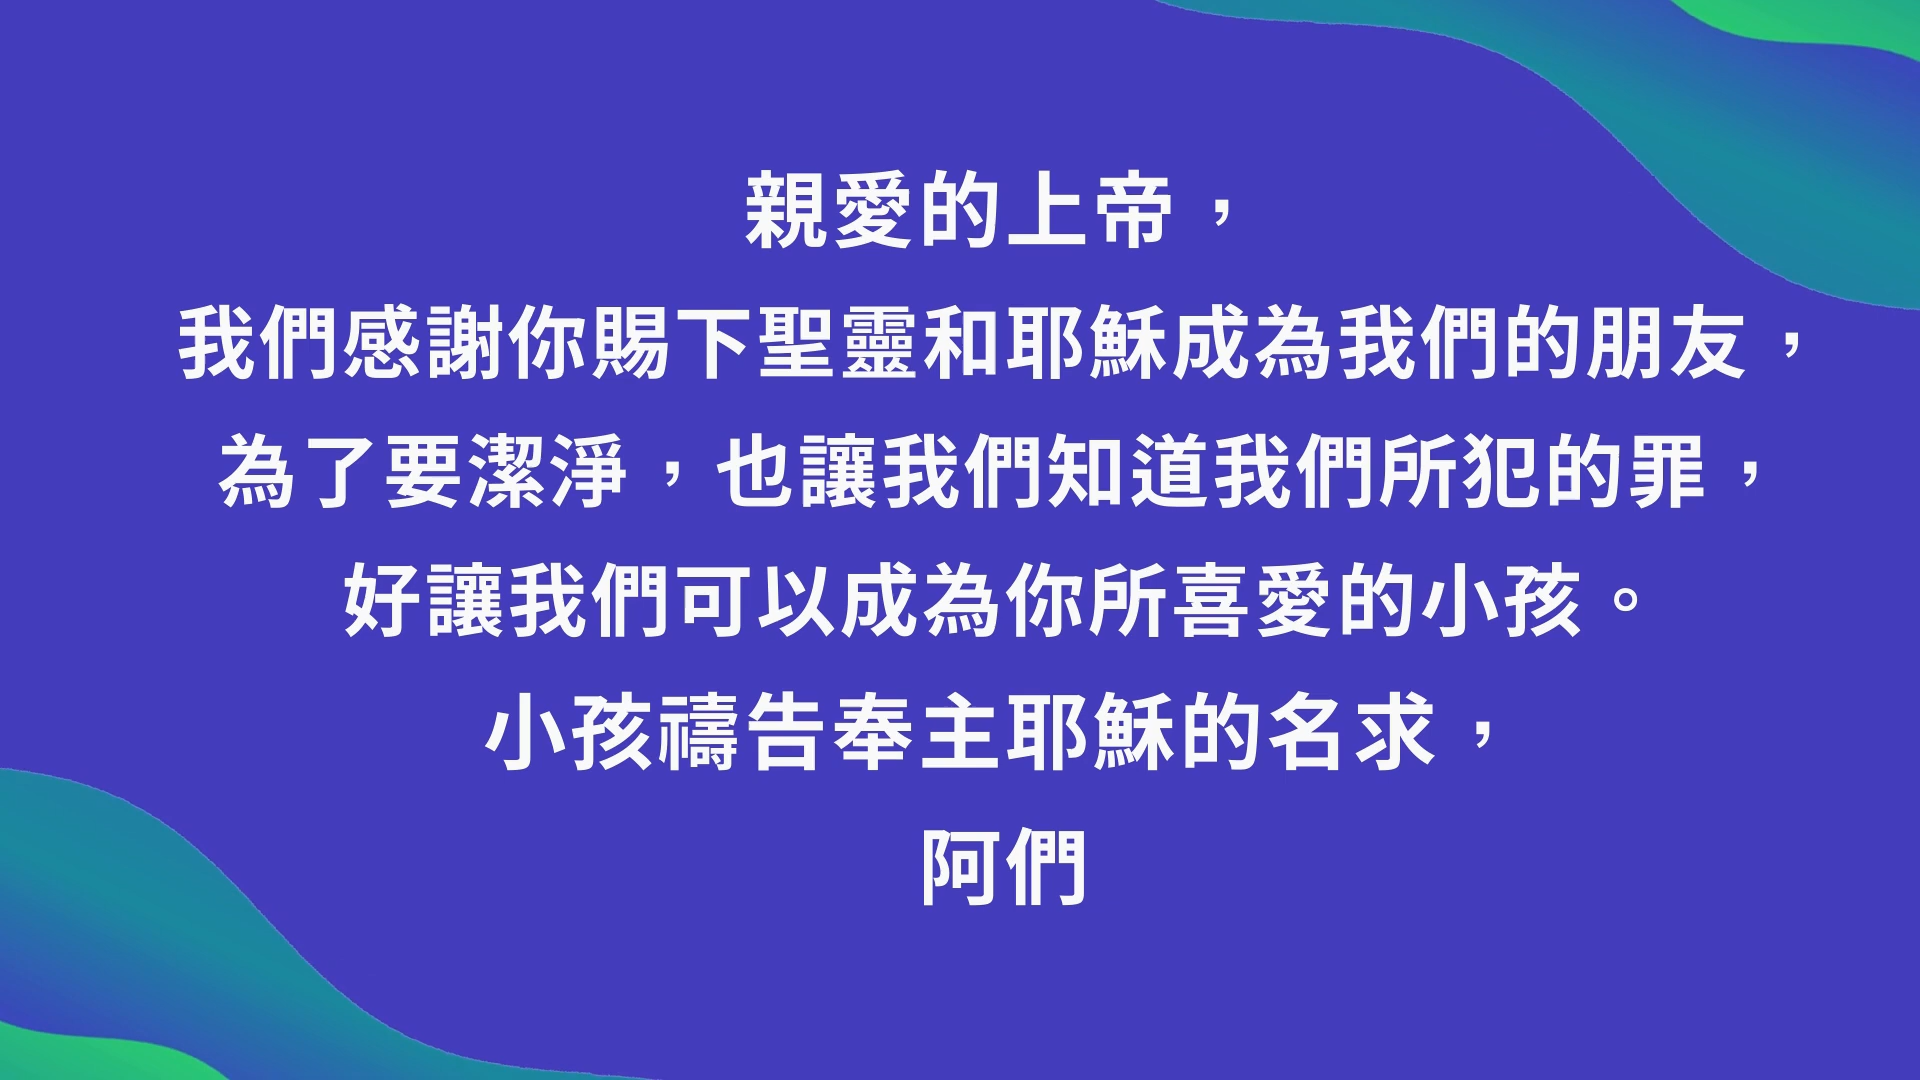 親愛的上帝，
我們感謝你賜下聖靈和耶穌成為我們的朋友，
為了要潔淨，也讓我們知道我們所犯的罪，
好讓我們可以成為你所喜愛的小孩。
小孩禱告奉主耶穌的名求，
阿們